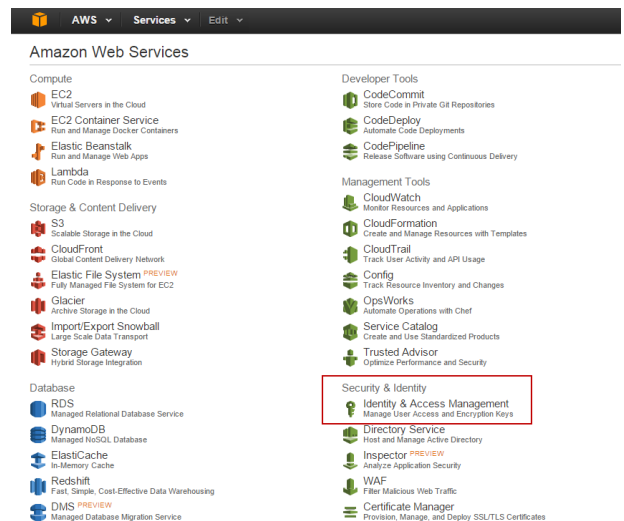 AWS Services Edit
Amazon Web Services
Compute
EC2
Virtual Servers in the Cloud
EC2 Container Service
Run and Manage Docker Containers
Elastic Beanstalk
Run and Manage Web Apps
Lambda
Run Code in Response to Events
Storage & Content Delivery
S3
Scalable Storage in the Cloud
CloudFront
Global Content Delivery Network
Elastic File System PREVIEW
Fully Managed File System for EC2
Glacier
Archive Storage in the Cloud
Import/Export Snowball
Large Scale Data Transport
Storage Gateway
Hybrid Storage Integration
Database
RDS
Managed Relational Database Service
DynamoDB
Managed NoSQL Database
ElastiCache
In-Memory Cache
Redshift
Fast, Simple, Cost-Effective Data Warehousing
DMS PREVIEW
Managed Database Migration Service
Developer Tools
CodeCommit
Store Code in Private Git Repositories
CodeDeploy
Automate Code Deployments
CodePipeline
Release Software using Continuous Delivery
Management Tools
CloudWatch
Monitor Resources and Applications
CloudFormation
Create and Manage Resources with Templates
CloudTrail
Track User Activity and API Usage
Config
Track Resource Inventory and Changes
OpsWorks
Automate Operations with Chef
Service Catalog
Create and Use Standardized Products
Trusted Advisor
Optimize Performance and Security
Security & Identity
Identity & Access Management
Manage User Access and Encryption Keys
Directory Service
Host and Manage Active Directory
Inspector PREVIEW
Analyze Application Security
WAF
Filter Malicious Web Traffic
Certificate Manager
Provision, Manage, and Deploy SSL/TLS Certificates